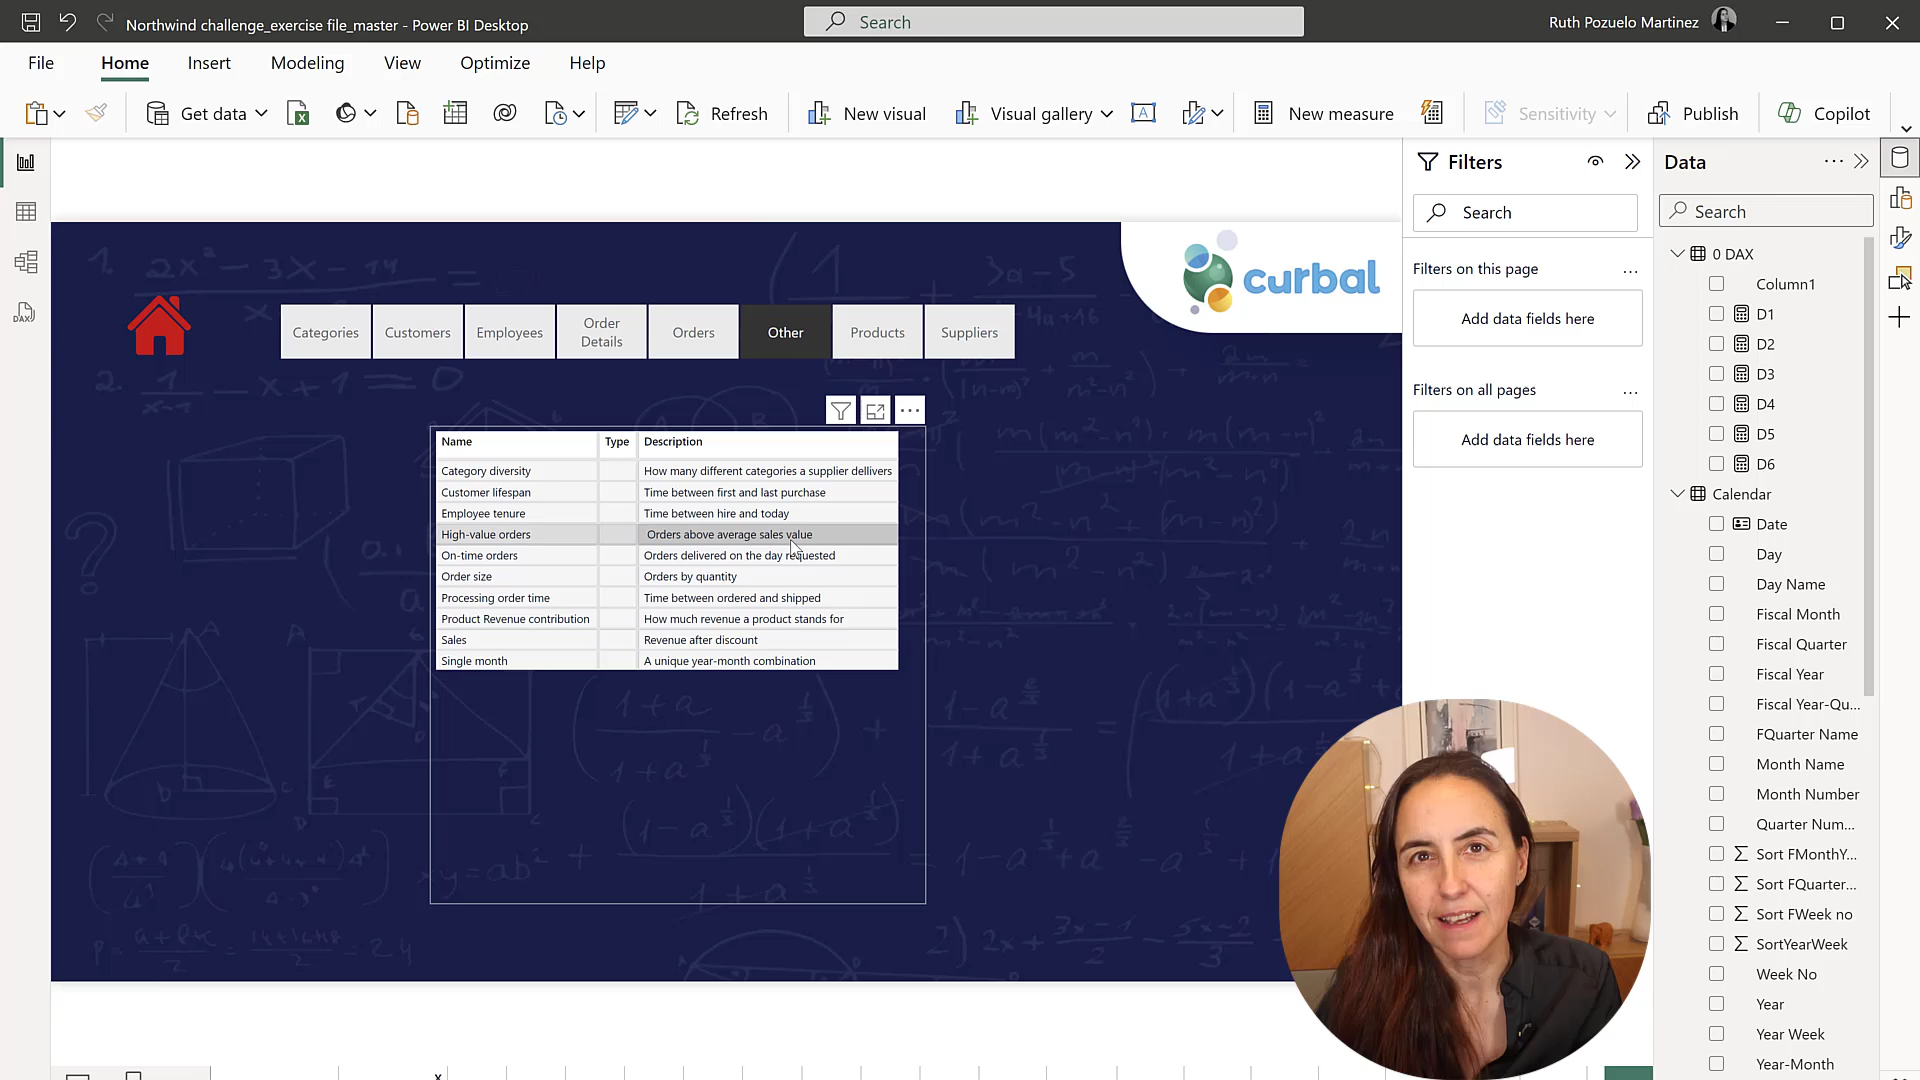 Northwind challenge_exercise file_master - Power BI Desktop
Search
Ruth Pozuelo Martinez
File
Home
Insert
Modeling
View
Optimize
Help
Get data
Refresh
New visual
Visual gallery
New measure
Sensitivity
Publish
Copilot
curbal
Categories
Customers
Employees
Order
Details
Orders
Other
Products
Suppliers
Name Type Description
Category diversity How many different categories a supplier dellivers
Customer lifespan Time between first and last purchase
Employee tenure Time between hire and today
High-value orders Orders above average sales value
On-time orders Orders delivered on the day requested
Order size Orders by quantity
Processing order time Time between ordered and shipped
Product Revenue contribution How much revenue a product stands for
Sales Revenue after discount
Single month A unique year-month combination
Filters
Search
Filters on this page
Add data fields here
Filters on all pages
Add data fields here
Data
Search
0 DAX
Column1
D1
D2
D3
D4
D5
D6
Calendar
Date
Day
Day Name
Fiscal Month
Fiscal Quarter
Fiscal Year
Fiscal Year-Qu...
FQuarter Name
Month Name
Month Number
Quarter Num...
Sort FMonthY...
Sort FQuarter...
Sort FWeek no
SortYearWeek
Week No
Year
Year Week
Year-Month